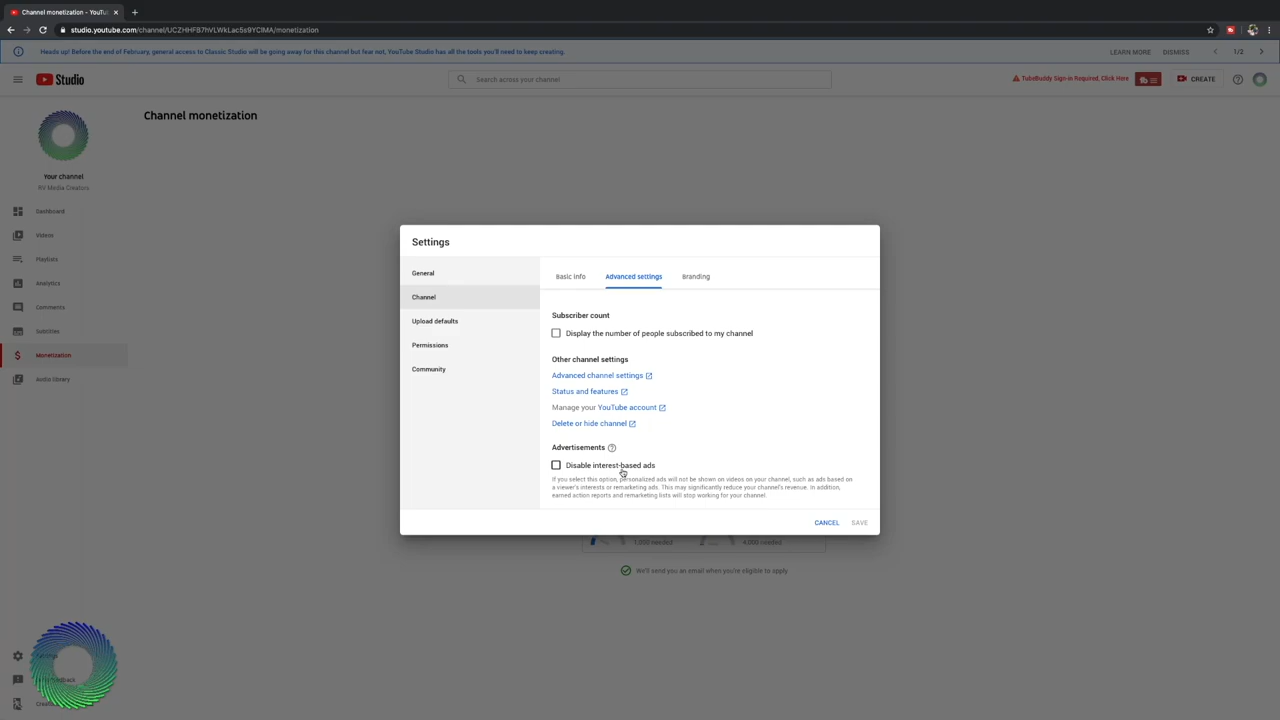 Channel monetization - YouTu
studio.youtube.com/channel/UCZHHFB7hVLWkLac5s9YCIMA/monetization
Heads up! Before the end of February, general access to Classic Studio will be going away for this channel but fear not, YouTube Studio has all the tools you'll need to keep creating.
LEARN MORE
DISMISS
1/2
Studio
Search across your channel
TubeBuddy Sign-in Required, Click Here
CREATE
Channel monetization
Your channel
NV Media Creators
Dashboard
Videos
Playlists
Analytics
Comments
Subtitles
Monetization
Audio library
Settings
General
Channel
Upload defaults
Permissions
Community
Basic info
Advanced settings
Branding
Subscriber count
Display the number of people subscribed to my channel
Other channel settings
Advanced channel settings
Status and features
Manage your YouTube account
Delete or hide channel
Advertisements
Disable interest-based ads
If you select this option, personalized ads will not be shown on videos on your channel, such as ads based on
a viewer's interests or remarketing ads. This may significantly reduce your channel's revenue. In addition,
earned action reports and remarketing lists will stop working for your channel.
CANCEL
SAVE
1,000 needed
4,000 needed
We'll send you an email when you're eligible to apply